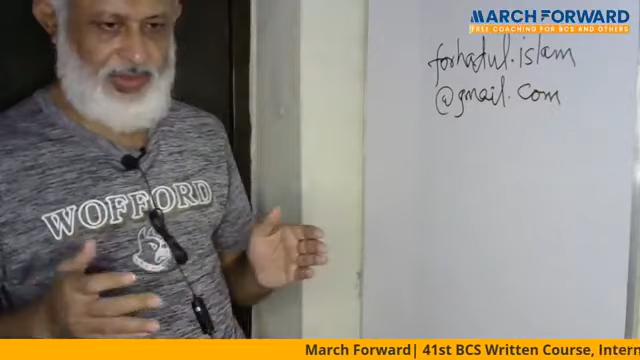 MARCH FORWARD
FREE COACHING FOR BCS AND OTHERS
forhatul.islam
@gmail.com
WOFFORD
March Forward| 41st BCS Written Course, Intern